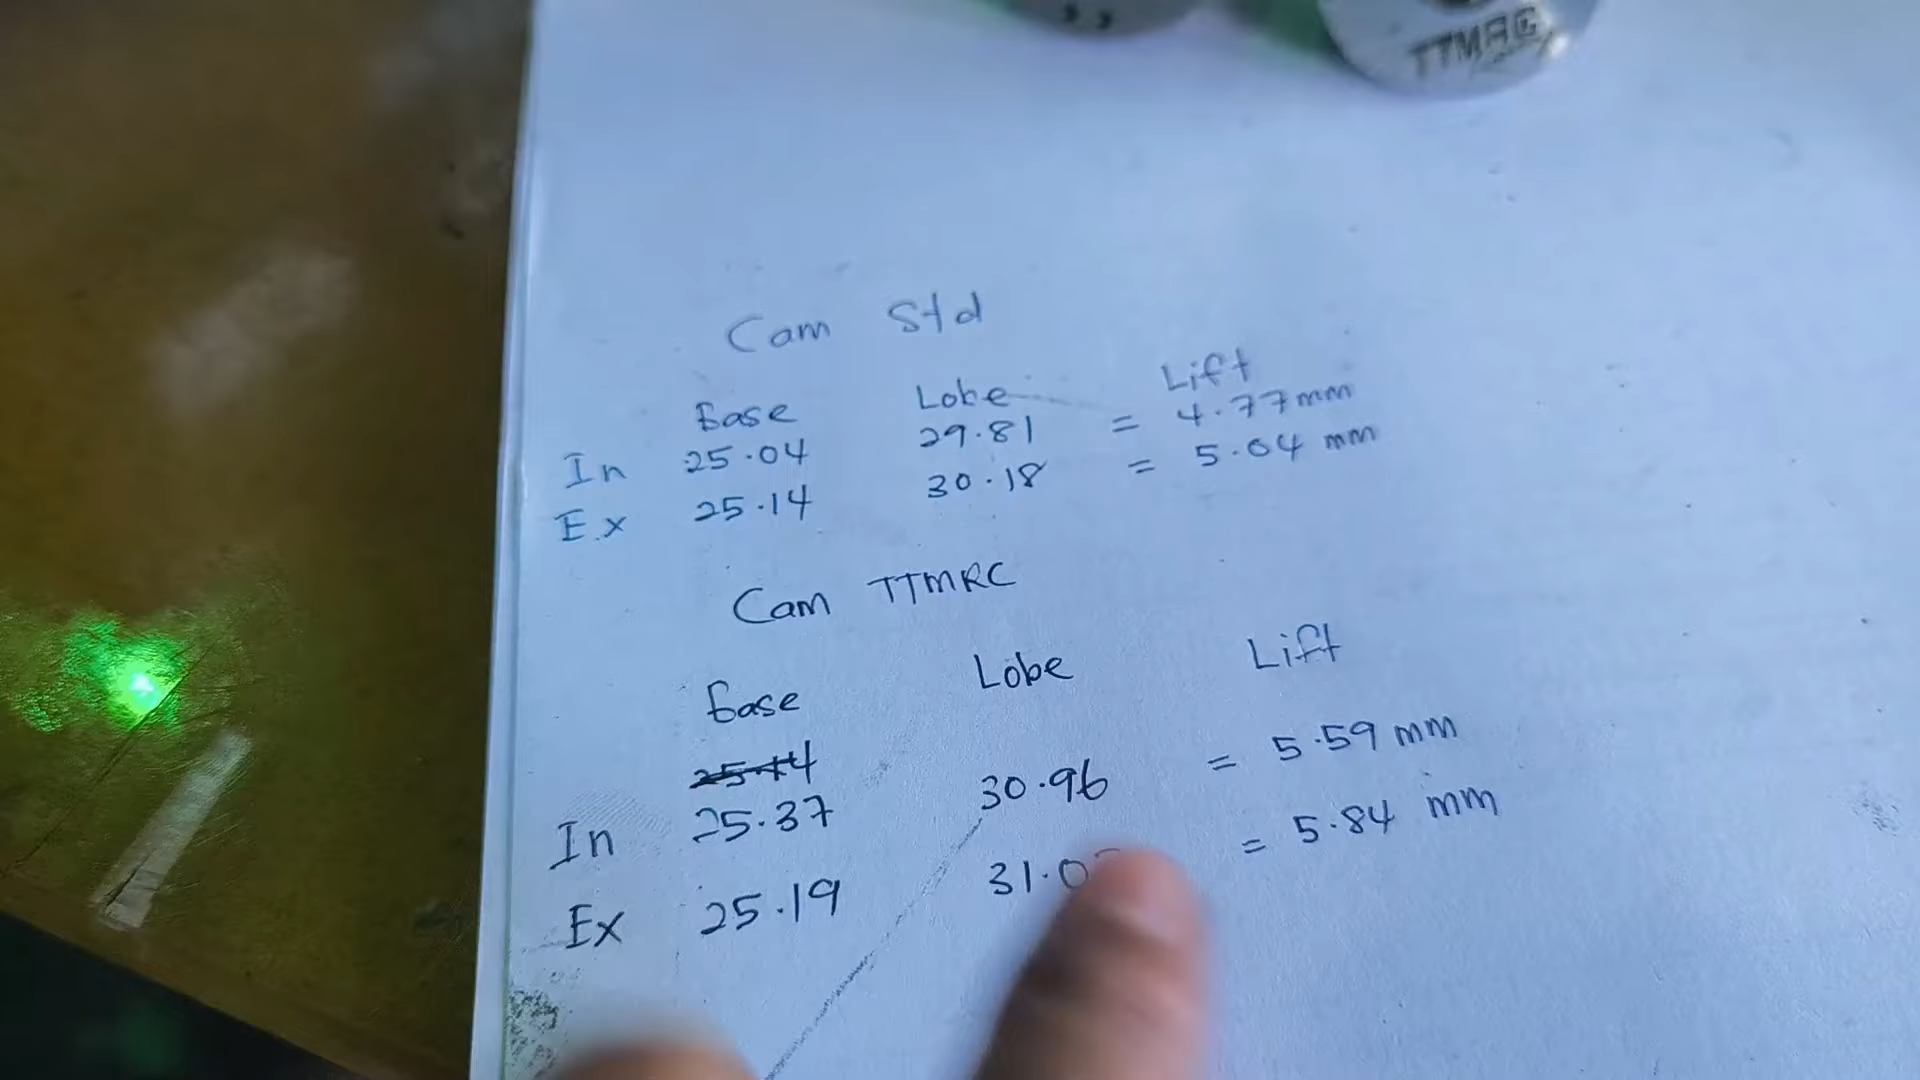 TTMRC
Cam Std
Base Lobe Lift
In 25.04 29.81 = 4.77mm
Ex 25.14 30.18 = 5.04 mm
Cam TTMRC
Base Lobe Lift
25.14
In 25.37 30.96 = 5.59 mm
Ex 25.19 = 5.84 mm